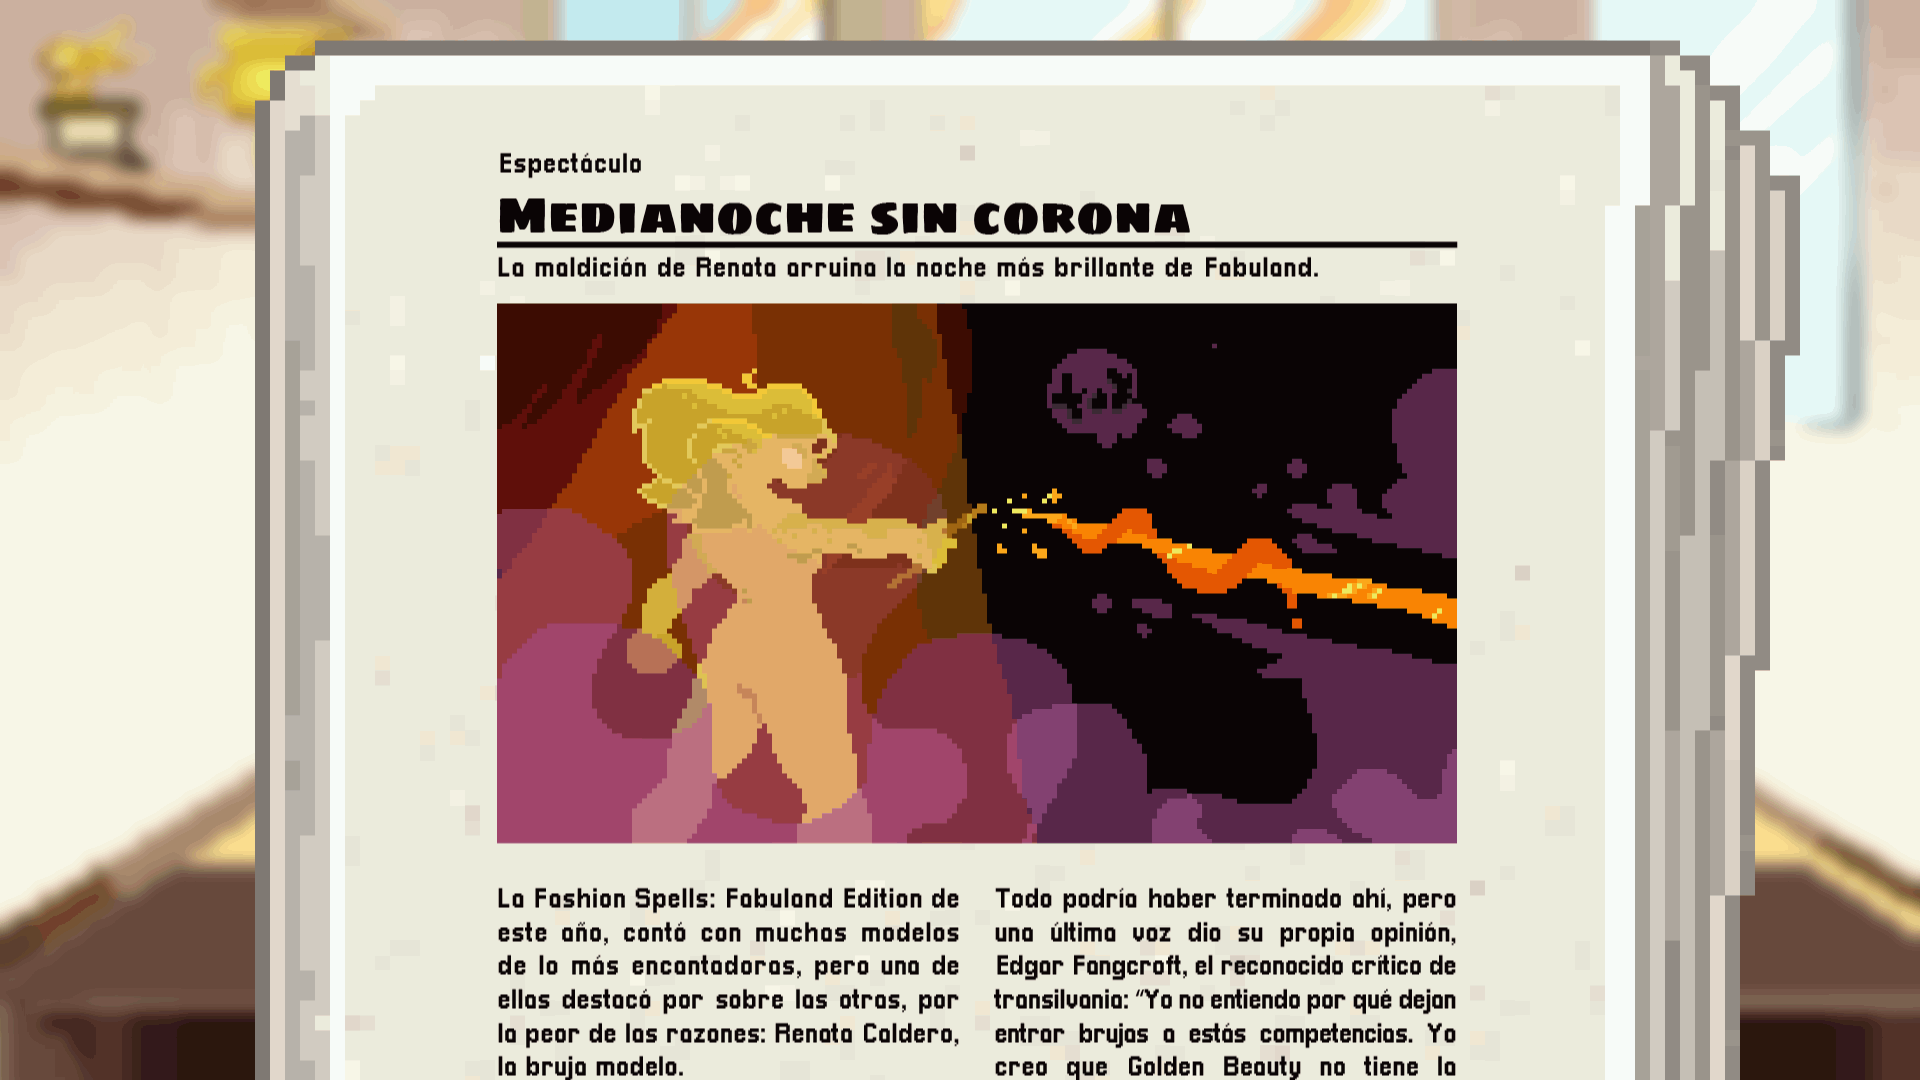 Espectáculo
MEDIANOCHE SIN CORONA
La maldición de Renata arruina la noche más brillante de Fabuland.
La Fashion Spells: Fabuland Edition de
este año, contó con muchas modelos
de lo más encantadoras, pero una de
ellas destacó por sobre las otras, por
la peor de las razones: Renata Caldero,
la bruja modelo.
Todo podría haber terminado ahí, pero
una última voz dio su propia opinión,
Edgar Fangcroft, el reconocido crítico de
transilvania: “Yo no entiendo por qué dejan
entrar brujas a estás competencias. Yo
creo que Golden Beauty no tiene la